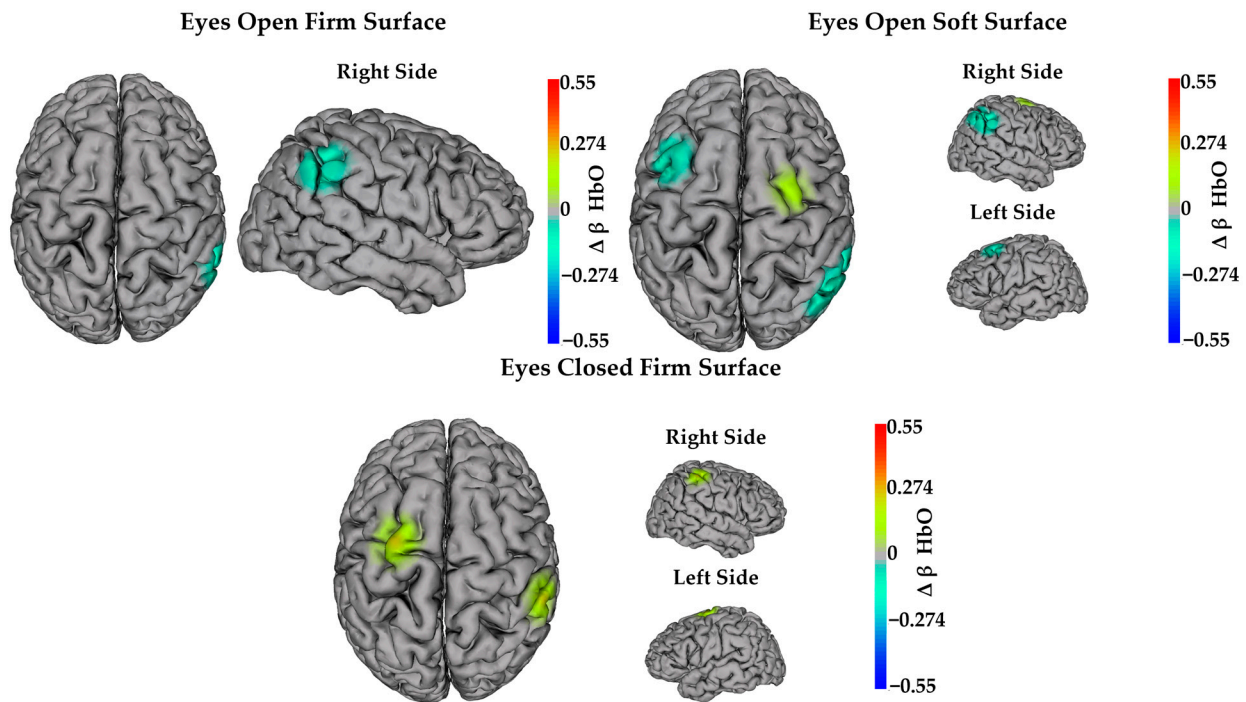 Eyes Open Firm Surface
Right Side
0.55
0.274
0
−0.274
−0.55
Δ β HbO
Eyes Open Soft Surface
Right Side
Left Side
0.55
0.274
0
−0.274
−0.55
Δ β HbO
Eyes Closed Firm Surface
Right Side
Left Side
0.55
0.274
0
−0.274
−0.55
Δ β HbO